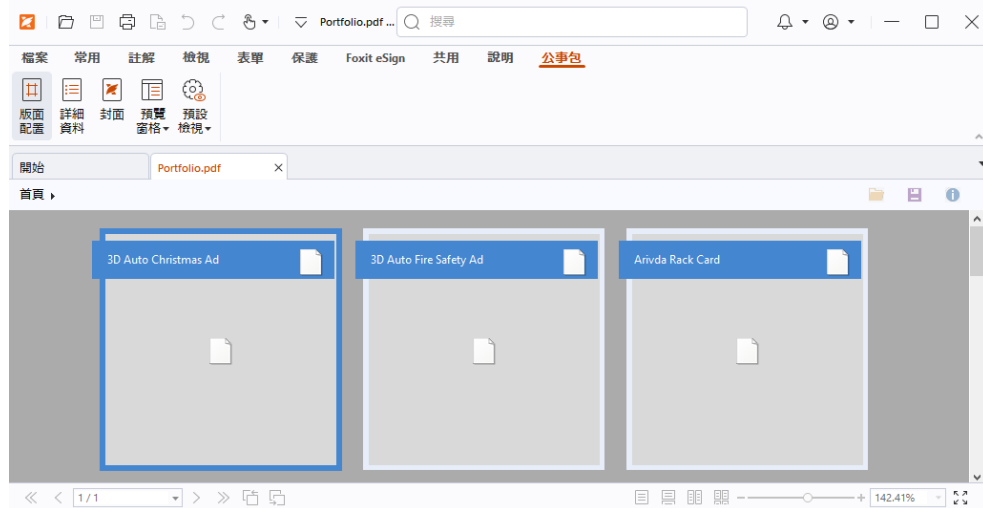 Portfolio.pdf ...
搜尋
檔案 常用 註解 檢視 表單 保護 Foxit eSign 共用 說明 公事包
版面配置
詳細資料
封面
預覽窗格
預設檢視
開始
Portfolio.pdf
首頁
3D Auto Christmas Ad
3D Auto Fire Safety Ad
Arivda Rack Card
1 / 1
142.41%